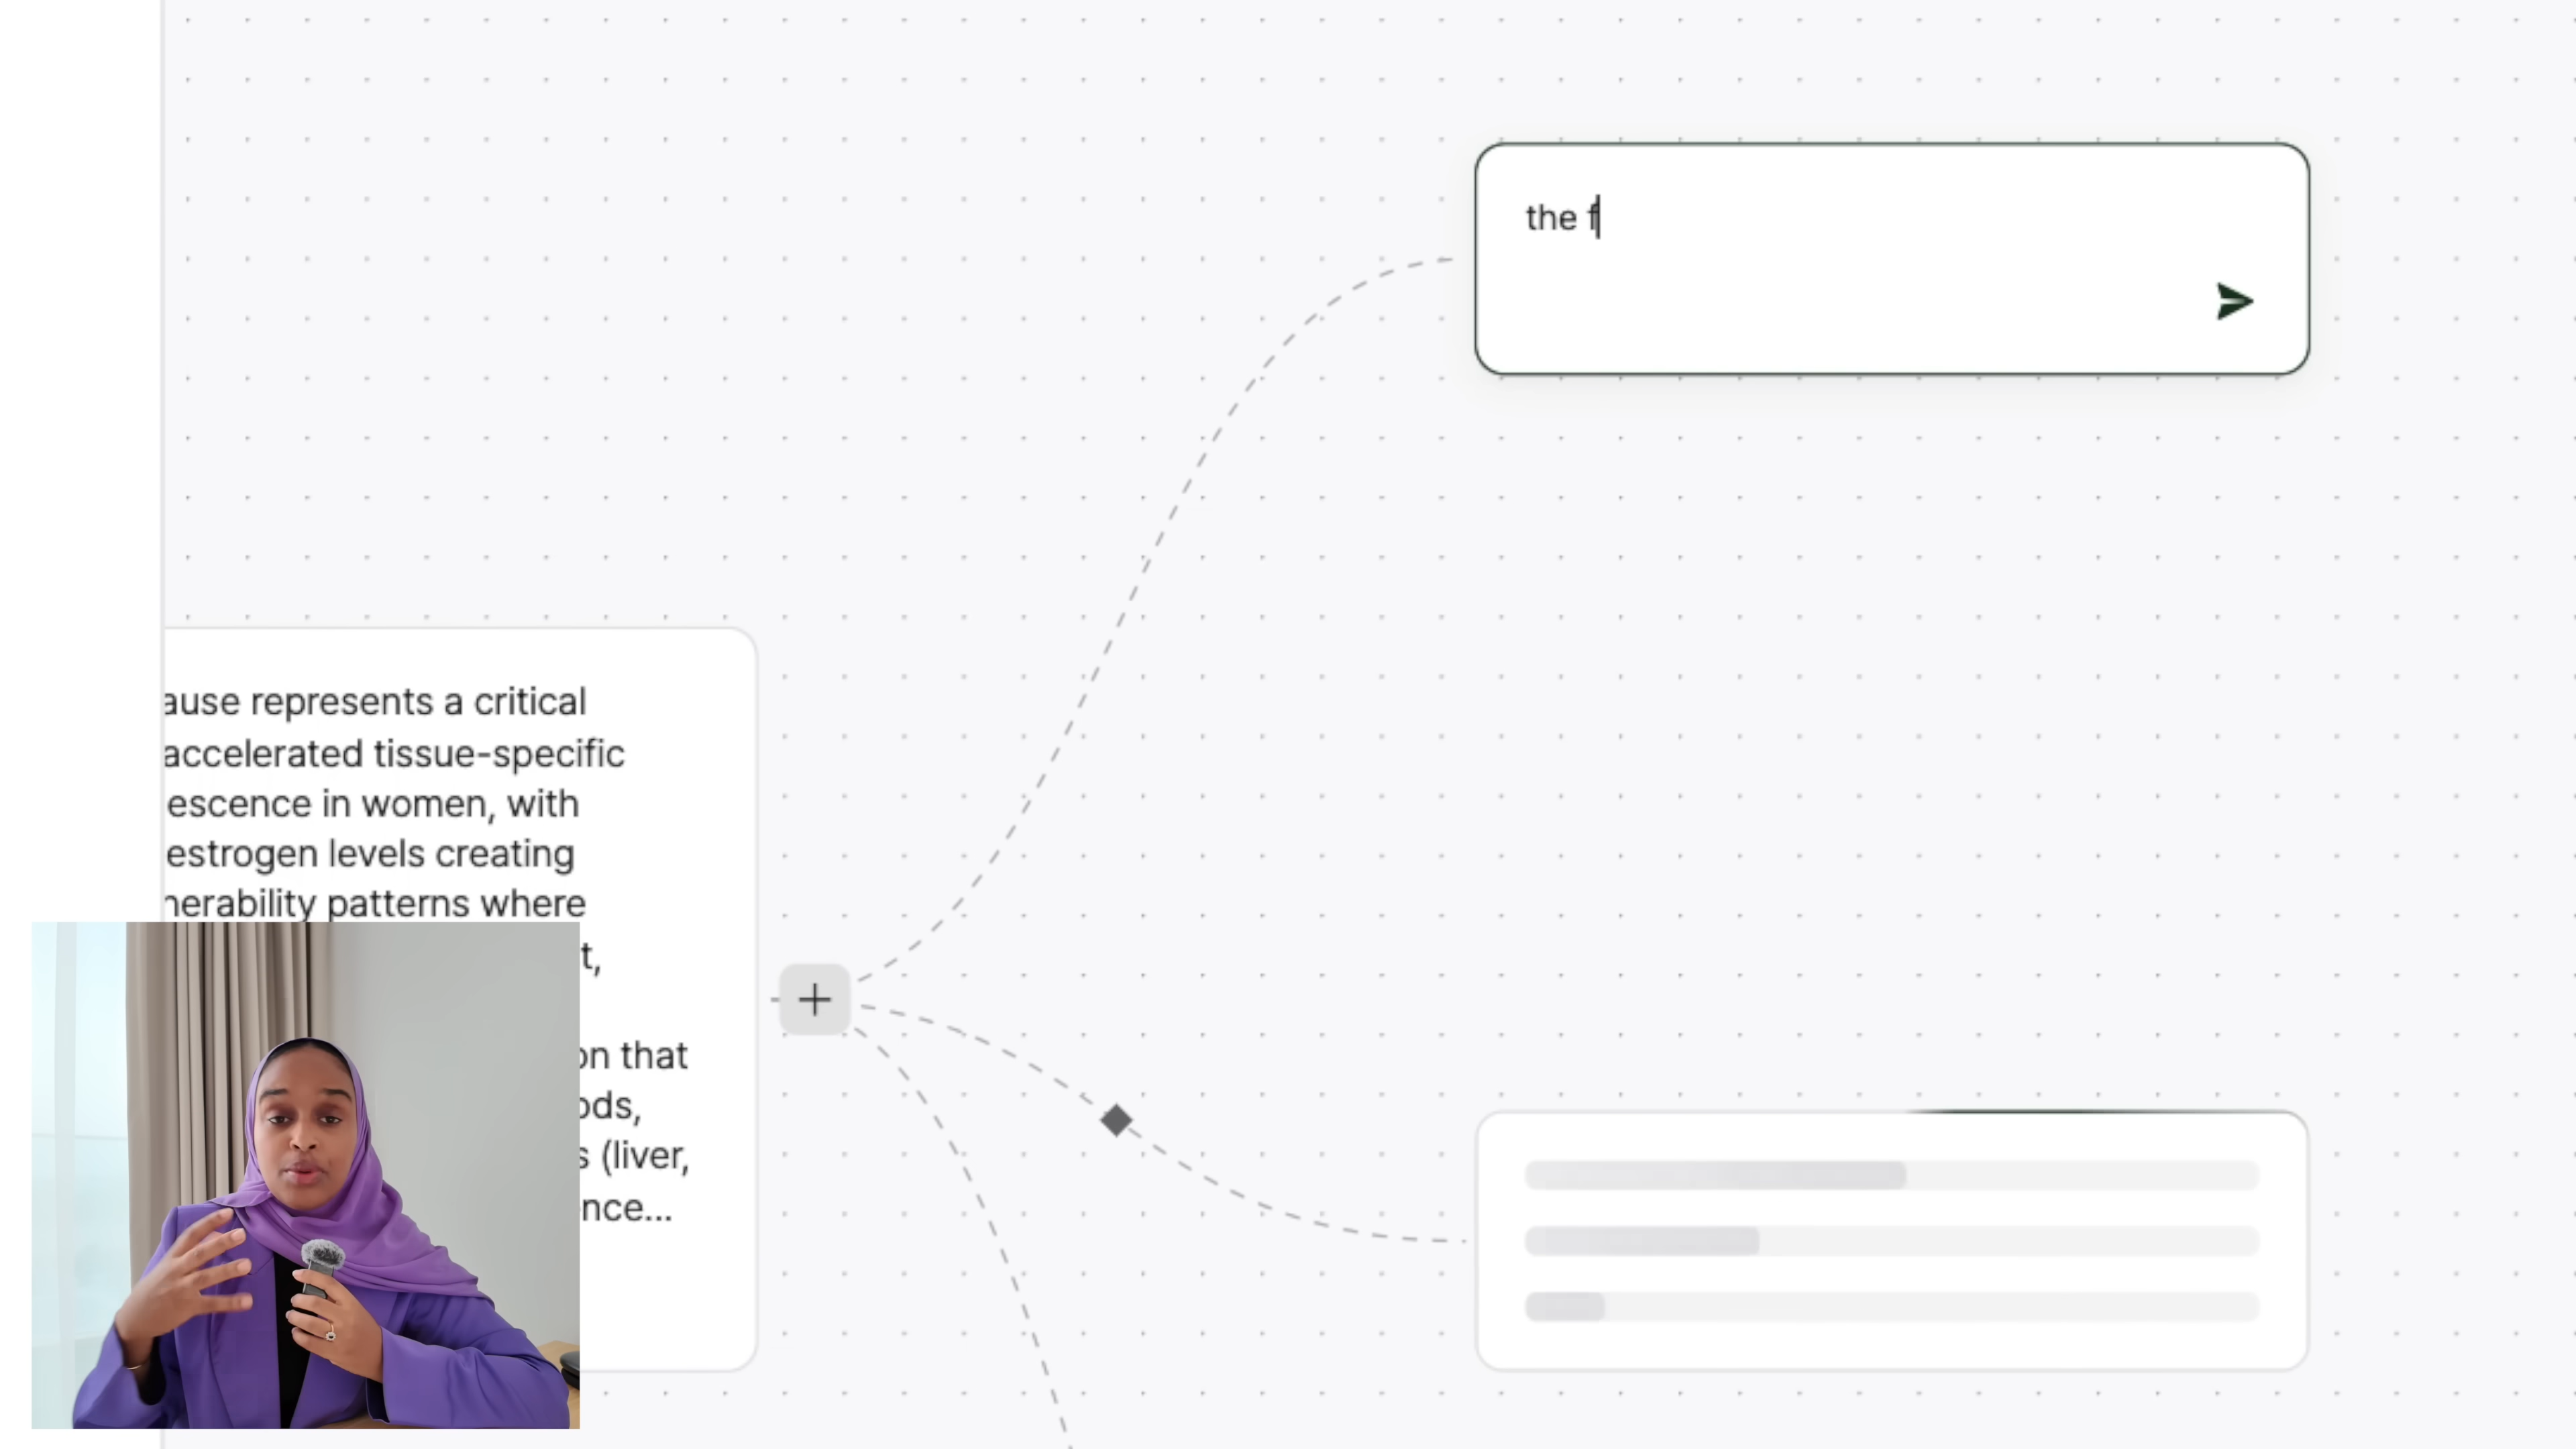 the f
ause represents a critical
accelerated tissue-specific
escence in women, with
estrogen levels creating
nerability patterns where
t,
on that
ods,
s (liver,
nce...